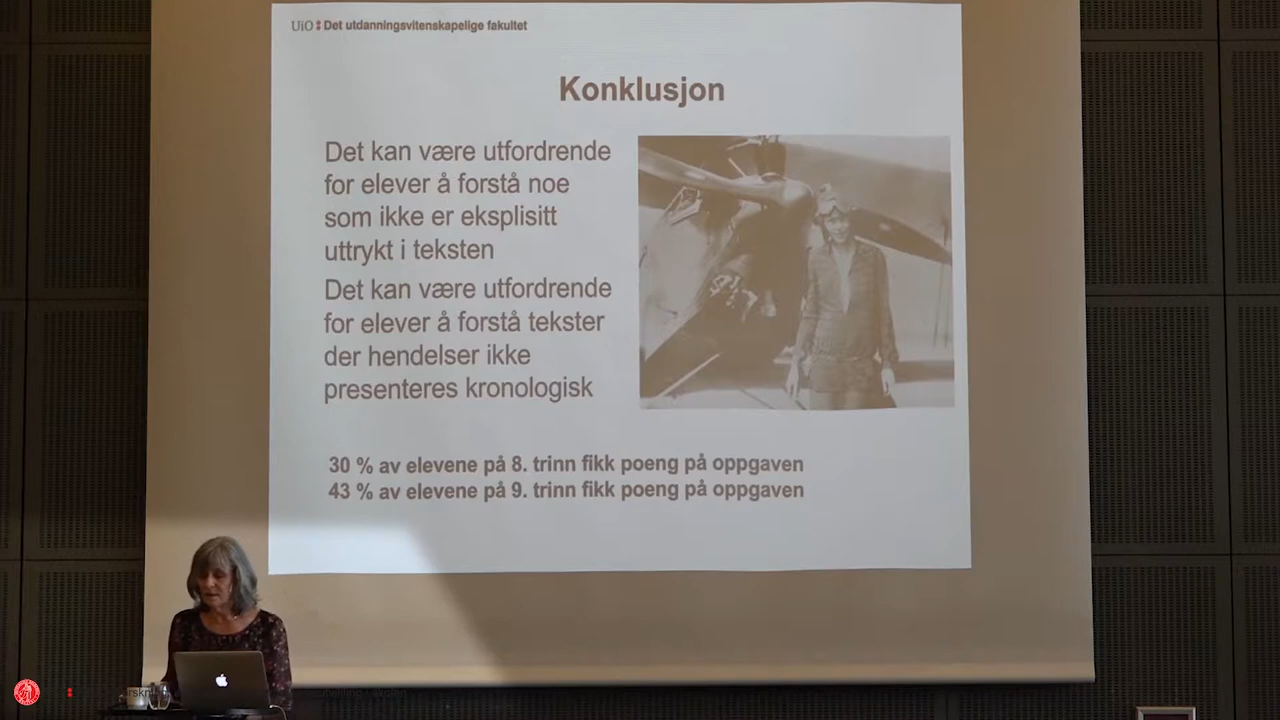 UiO : Det utdanningsvitenskapelige fakultet
Konklusjon
Det kan være utfordrende
for elever å forstå noe
som ikke er eksplisitt
uttrykt i teksten
Det kan være utfordrende
for elever å forstå tekster
der hendelser ikke
presenteres kronologisk
30 % av elevene på 8. trinn fikk poeng på oppgaven
43 % av elevene på 9. trinn fikk poeng på oppgaven